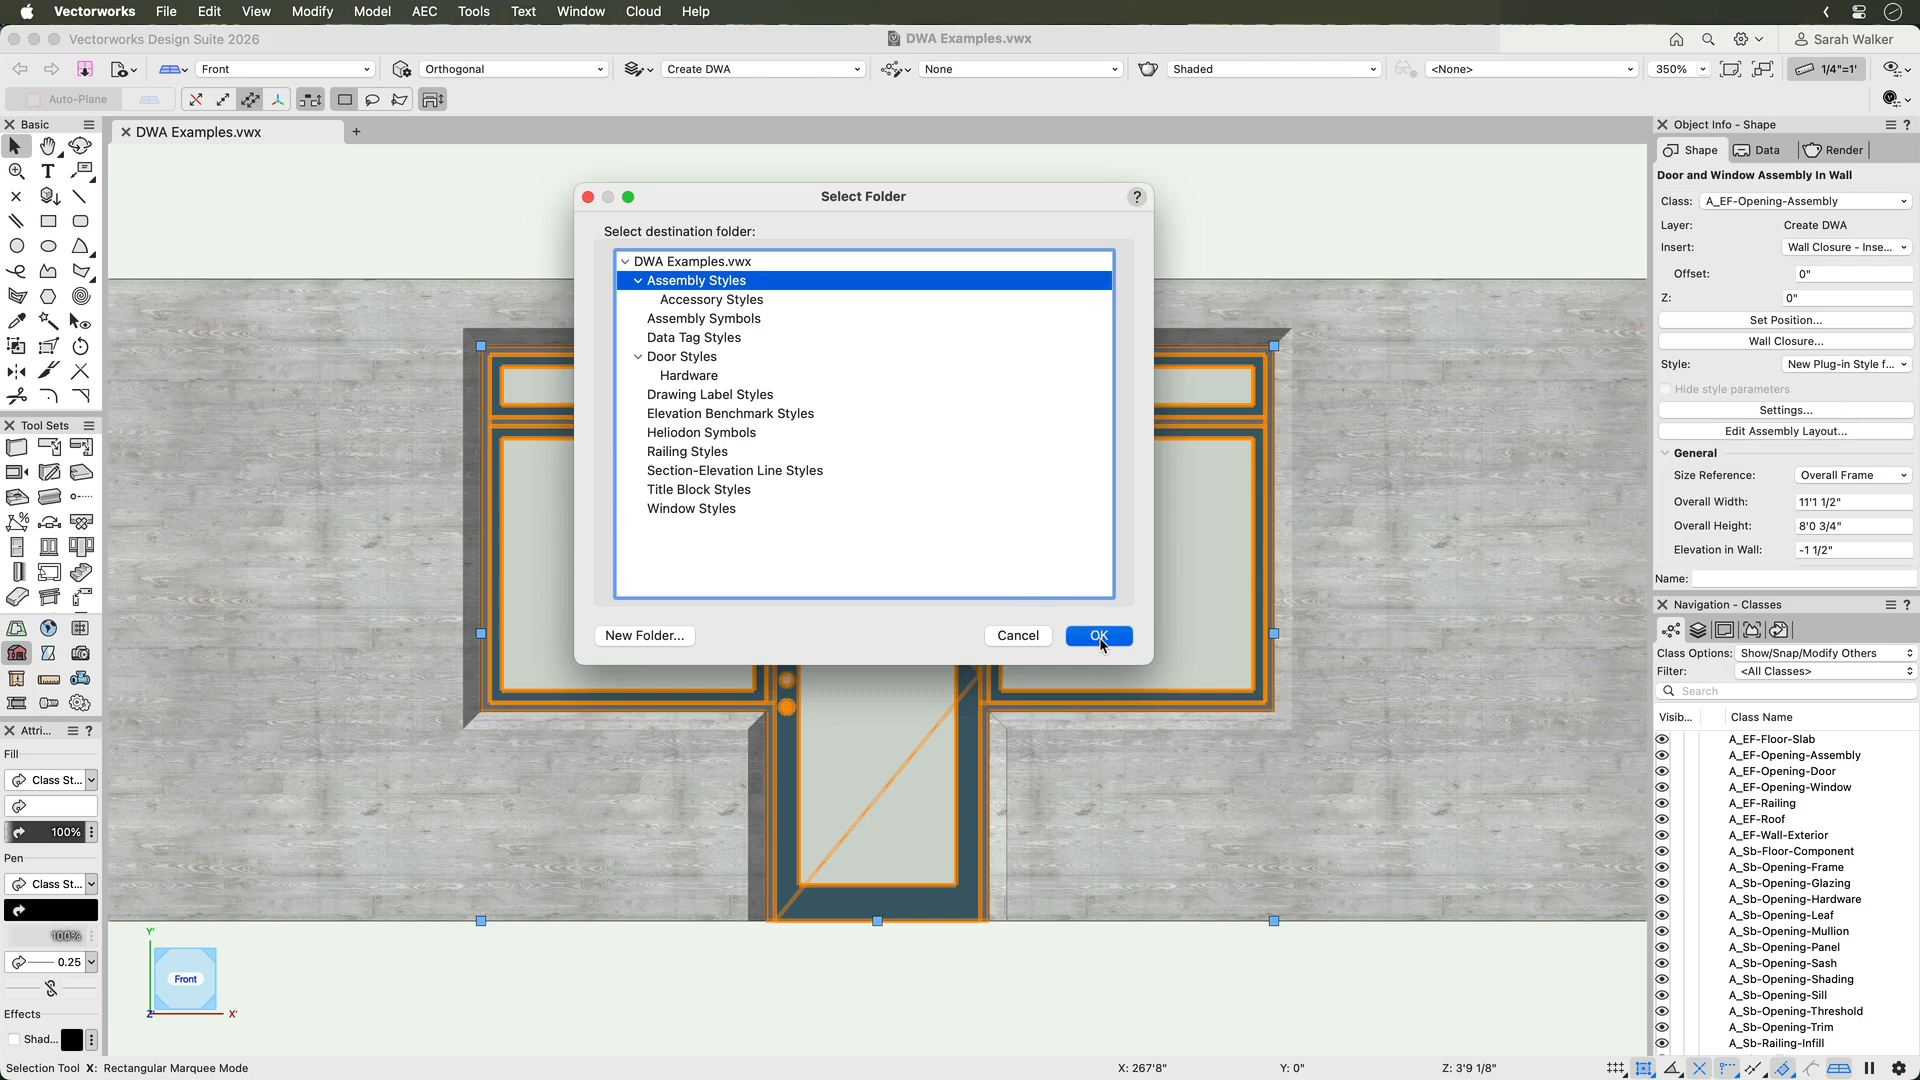 Vectorworks File Edit View Modify Model AEC Tools Text Window Cloud Help
Vectorworks Design Suite 2026
DWA Examples.vwx
Sarah Walker
Front
Orthogonal
Create DWA
None
Shaded
<None>
350%
1/4"=1'
Auto-Plane
Basic
DWA Examples.vwx
Tool Sets
Attri...
Fill
Class St...
100%
Pen
Class St...
100%
0.25
Effects
Shad...
Select Folder
?
Select destination folder:
DWA Examples.vwx
Assembly Styles
Accessory Styles
Assembly Symbols
Data Tag Styles
Door Styles
Hardware
Drawing Label Styles
Elevation Benchmark Styles
Heliodon Symbols
Railing Styles
Section-Elevation Line Styles
Title Block Styles
Window Styles
New Folder...
Cancel
OK
Y'
Front
Z'
X'
Object Info - Shape
Shape
Data
Render
Door and Window Assembly In Wall
Class: A_EF-Opening-Assembly
Layer: Create DWA
Insert: Wall Closure - Inse...
Offset: 0"
Z: 0"
Set Position...
Wall Closure...
Style: New Plug-in Style f...
Hide style parameters
Settings...
Edit Assembly Layout...
General
Size Reference: Overall Frame
Overall Width: 11'1 1/2"
Overall Height: 8'0 3/4"
Elevation in Wall: -1 1/2"
Name:
Navigation - Classes
Class Options: Show/Snap/Modify Others
Filter: <All Classes>
Search
Visib... Class Name
A_EF-Floor-Slab
A_EF-Opening-Assembly
A_EF-Opening-Door
A_EF-Opening-Window
A_EF-Railing
A_EF-Roof
A_EF-Wall-Exterior
A_Sb-Floor-Component
A_Sb-Opening-Frame
A_Sb-Opening-Glazing
A_Sb-Opening-Hardware
A_Sb-Opening-Leaf
A_Sb-Opening-Mullion
A_Sb-Opening-Panel
A_Sb-Opening-Sash
A_Sb-Opening-Shading
A_Sb-Opening-Sill
A_Sb-Opening-Threshold
A_Sb-Opening-Trim
A_Sb-Railing-Infill
Selection Tool X: Rectangular Marquee Mode
X: 267'8"
Y: 0"
Z: 3'9 1/8"